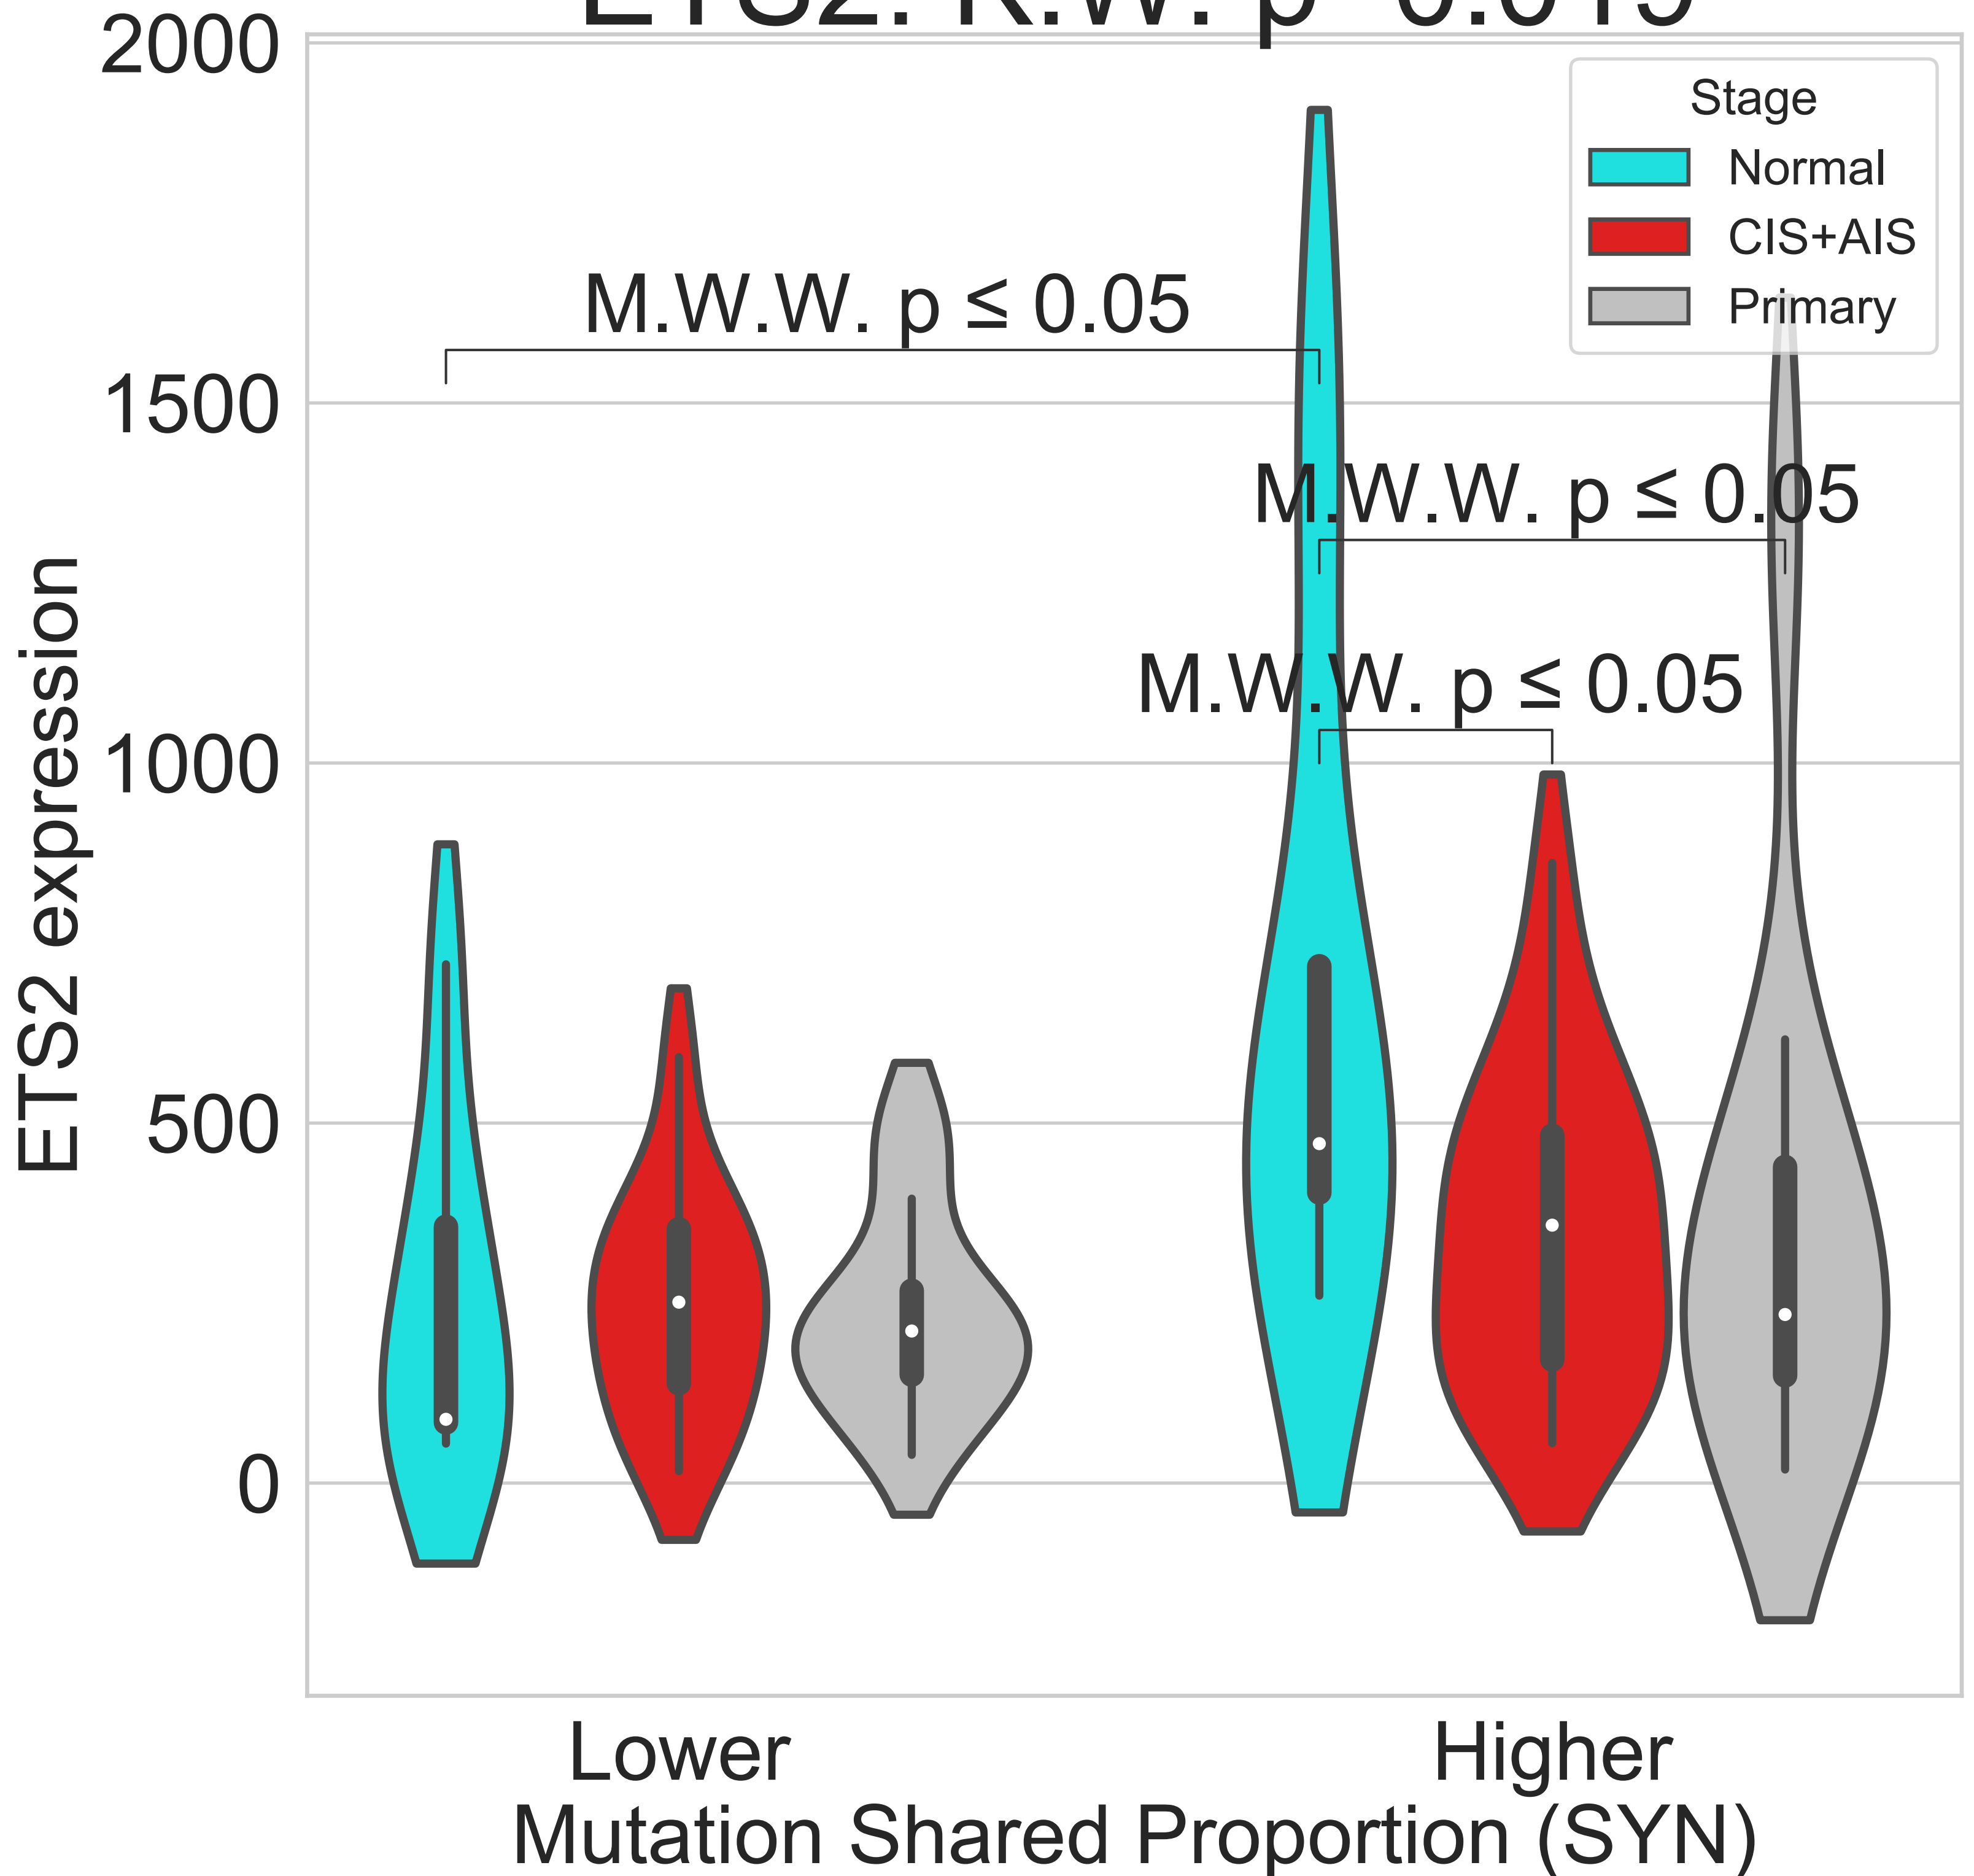 ETS2: K.W. p
2000
1500
1000
500
0
ETS2 expression
Stage
Normal
CIS+AIS
Primary
M.W.W. p ≤ 0.05
M.W.W. p ≤ 0.05
M.W.W. p ≤ 0.05
Lower
Higher
Mutation Shared Proportion (SYN)